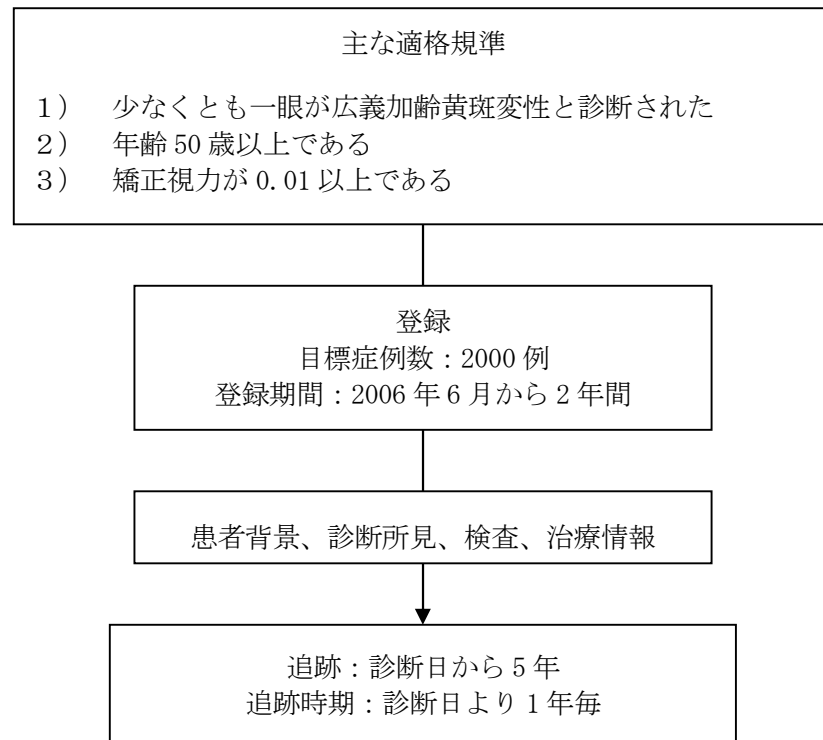 主な適格規準
1） 少なくとも一眼が広義加齢黄斑変性と診断された
2） 年齢 50 歳以上である
3） 矯正視力が 0.01 以上である
登録
目標症例数：2000 例
登録期間：2006 年 6 月から 2 年間
患者背景、診断所見、検査、治療情報
追跡：診断日から 5 年
追跡時期：診断日より 1 年毎